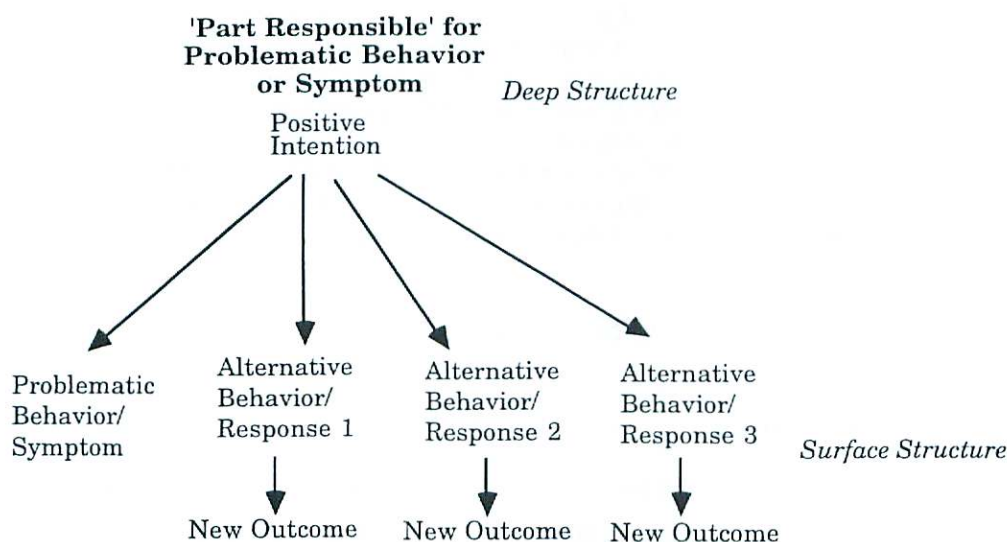 'Part Responsible' for
Problematic Behavior
or Symptom
Deep Structure
Positive
Intention
Problematic
Behavior/
Symptom
Alternative
Behavior/
Response 1
Alternative
Behavior/
Response 2
Alternative
Behavior/
Response 3
Surface Structure
New Outcome
New Outcome
New Outcome